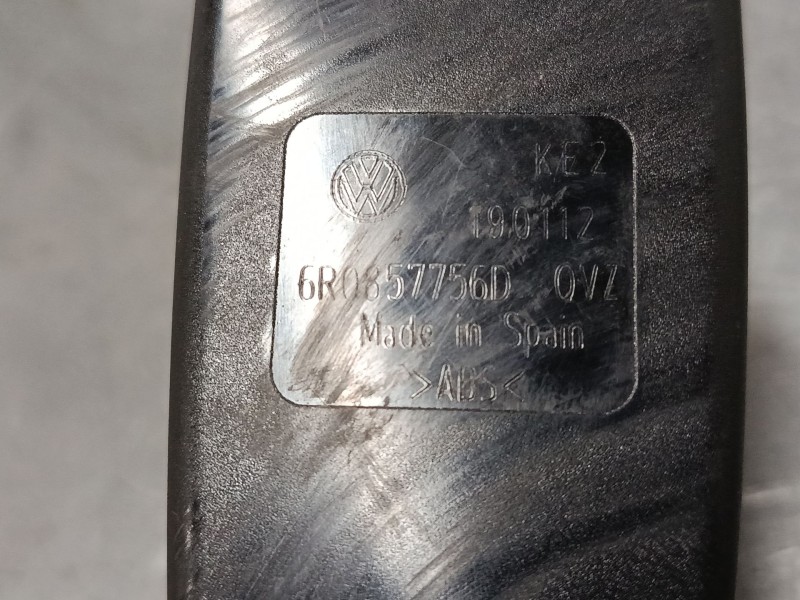 KE2
190112
6R0857756D QVZ
Made in Spain
>ABS<